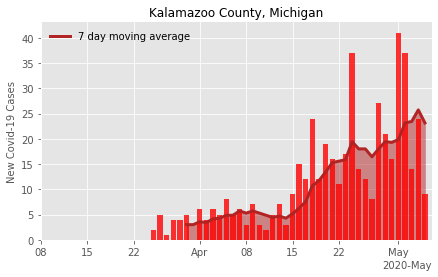 Kalamazoo County, Michigan
7 day moving average
New Covid-19 Cases
40
35
30
25
20
15
10
5
0
08 15 22 Apr 08 15 22 May
2020-May